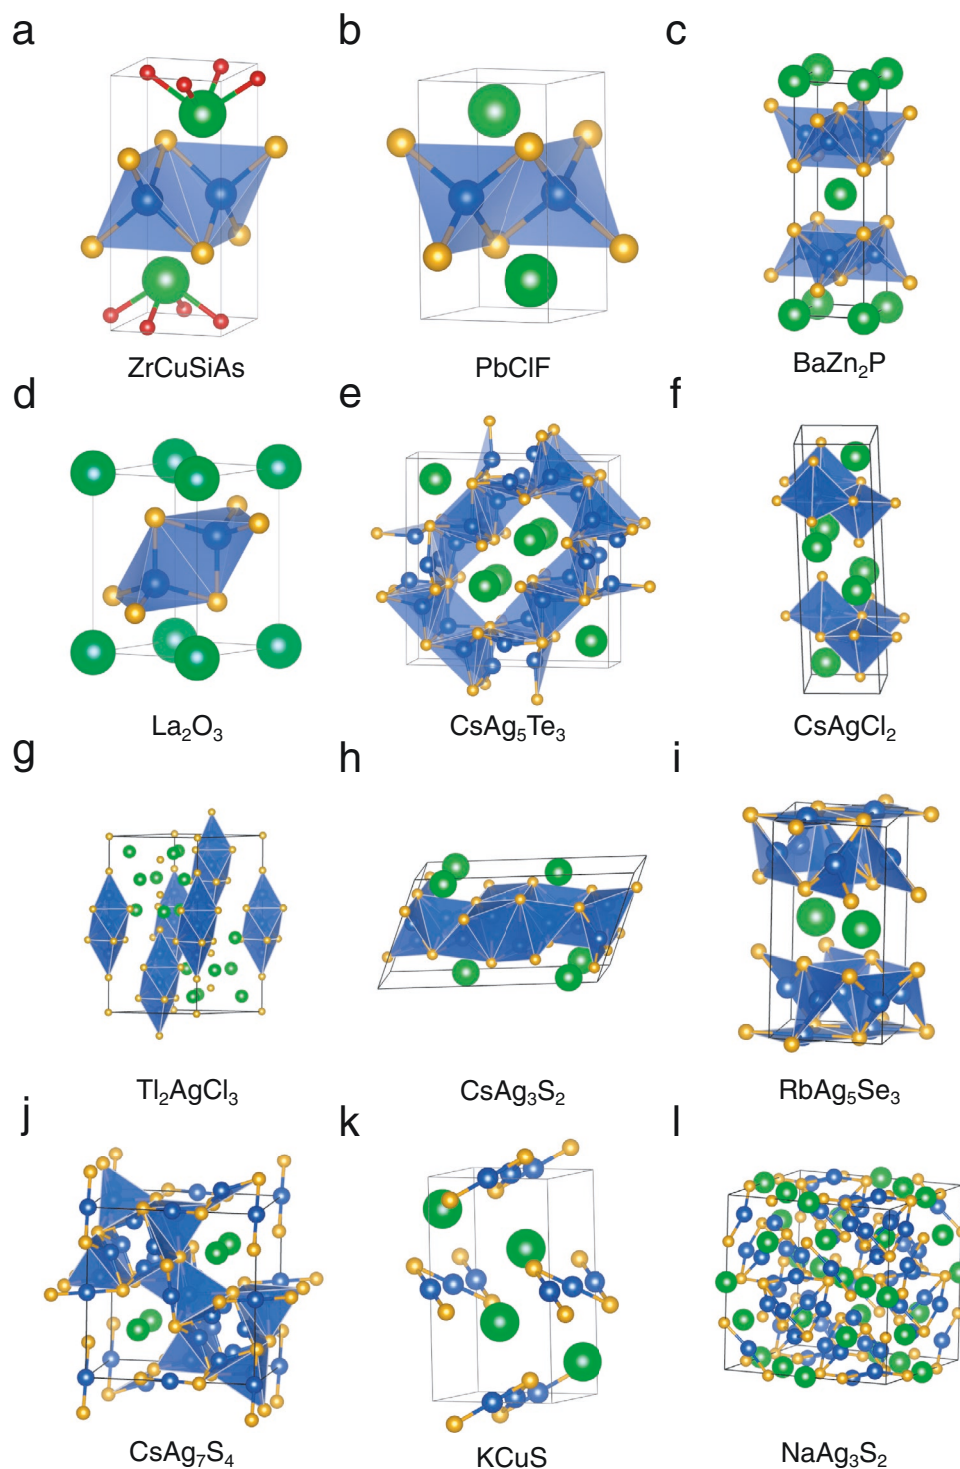 a b c
ZrCuSiAs PbClF BaZn₂P
d e f
La₂O₃ CsAg₅Te₃ CsAgCl₂
g h i
Tl₂AgCl₃ CsAg₃S₂ RbAg₅Se₃
j k l
CsAg₇S₄ KCuS NaAg₃S₂